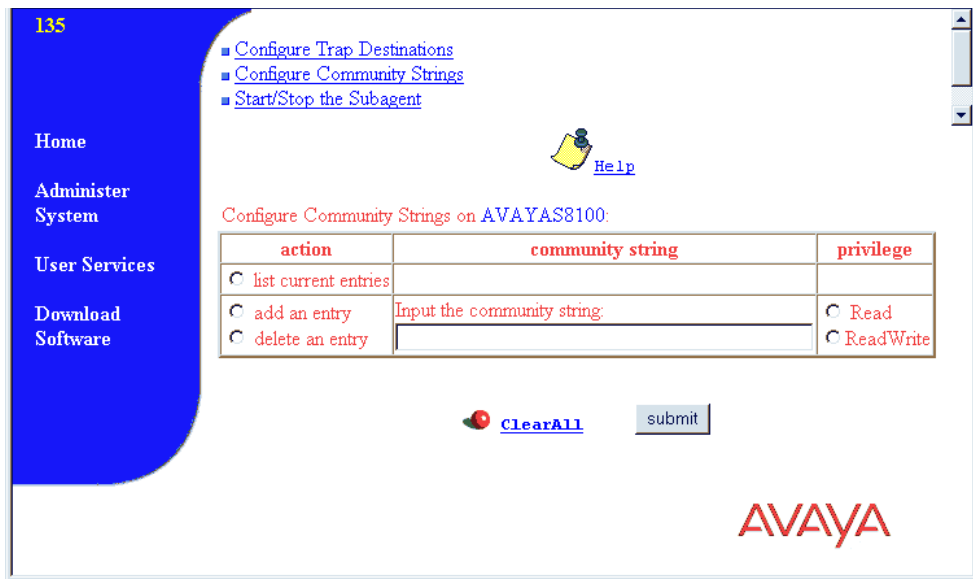 135
Home
Administer
System
User Services
Download
Software
Configure Trap Destinations
Configure Community Strings
Start/Stop the Subagent
Help
Configure Community Strings on AVAYAS8100:
action community string privilege
list current entries
add an entry Input the community string: Read
delete an entry ReadWrite
ClearAll submit
AVAYA